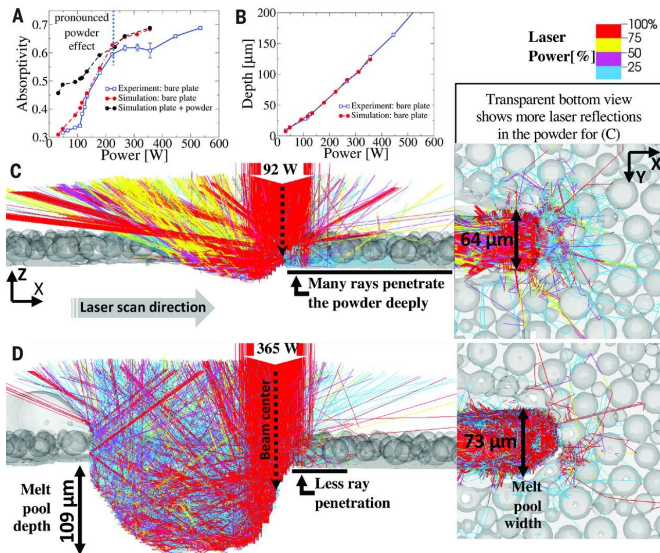 A
pronounced
powder
effect
Absorptivity
0.7
0.6
0.5
0.4
0.3
Experiment: bare plate
Simulation: bare plate
Simulation plate + powder
0 100 200 300 400 500 600
Power [W]
B
Depth [µm]
200
150
100
50
0
Experiment: bare plate
Simulation: bare plate
0 100 200 300 400 500
Power [W]
Laser
Power[%]
100%
75
50
25
Transparent bottom view
shows more laser reflections
in the powder for (C)
C
92 W
Z
X
Laser scan direction
Many rays penetrate
the powder deeply
X
Y
64 µm
D
365 W
Beam center
Melt
pool
depth
109 µm
Less ray
penetration
73 µm
Melt
pool
width